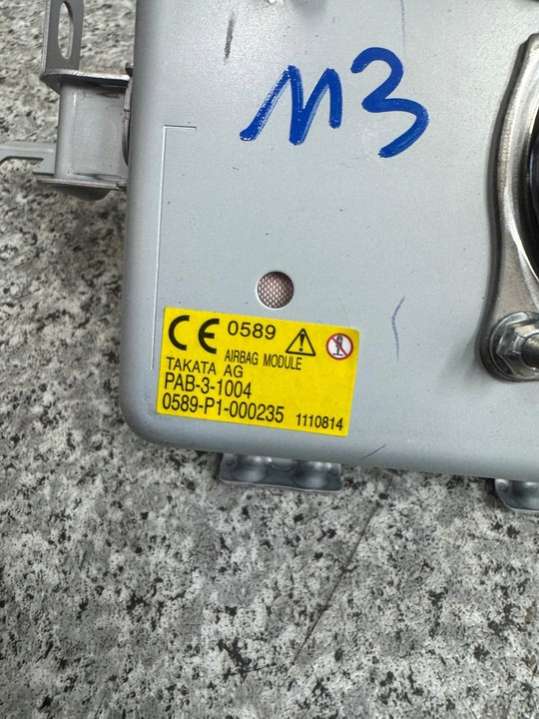 M3
CE 0589
AIRBAG MODULE
TAKATA AG
PAB-3-1004
0589-P1-000235 1110814